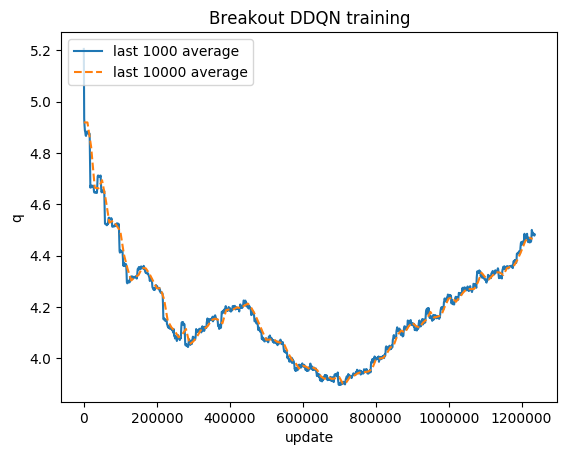 Breakout DDQN training
last 1000 average
last 10000 average
5.2
5.0
4.8
4.6
4.4
4.2
4.0
q
0 200000 400000 600000 800000 1000000 1200000
update